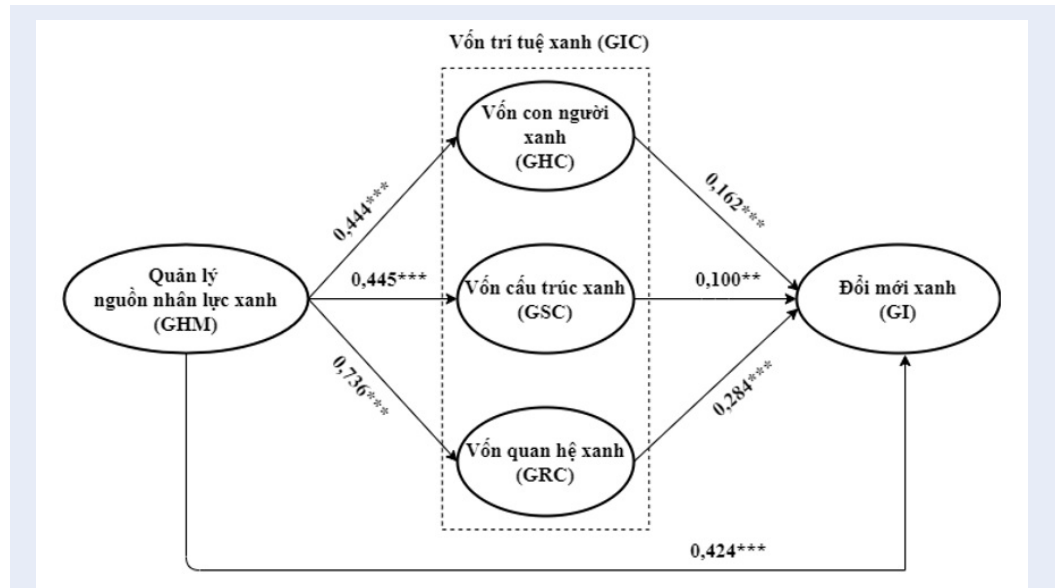 Vốn trí tuệ xanh (GIC)
Vốn con người
xanh
(GHC)
0,444***
0,162***
Quản lý
nguồn nhân lực xanh
(GHM)
0,445***
Vốn cấu trúc xanh
(GSC)
0,100**
Đổi mới xanh
(GI)
0,736***
0,284***
Vốn quan hệ xanh
(GRC)
0,424***